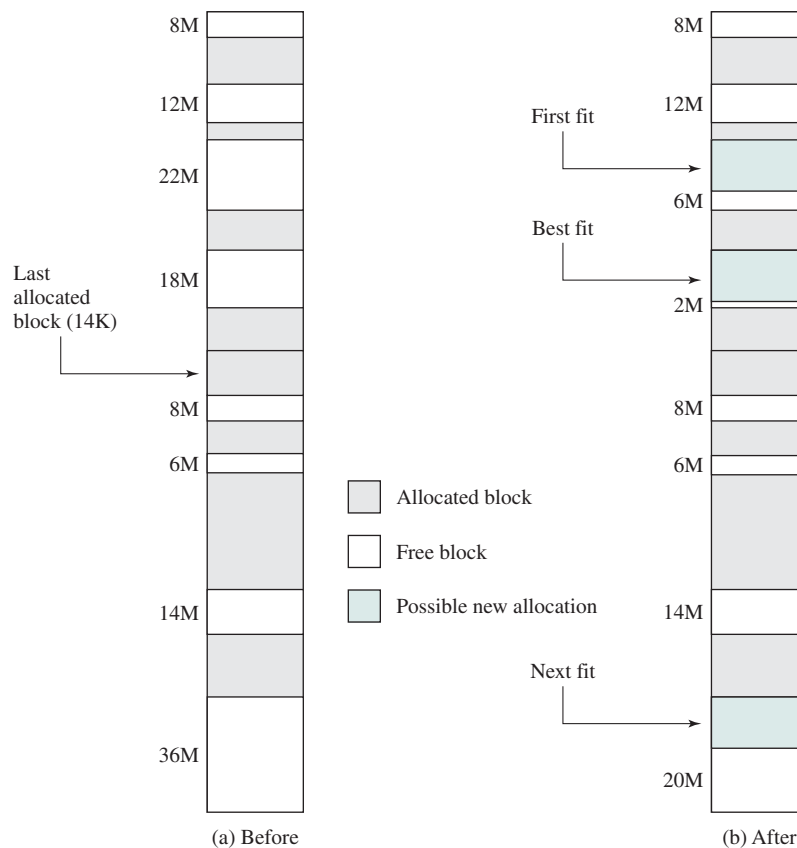 8M
12M
22M
18M
Last
allocated
block (14K)
8M
6M
14M
36M
(a) Before
Allocated block
Free block
Possible new allocation
8M
12M
First fit
6M
Best fit
2M
8M
6M
14M
Next fit
20M
(b) After